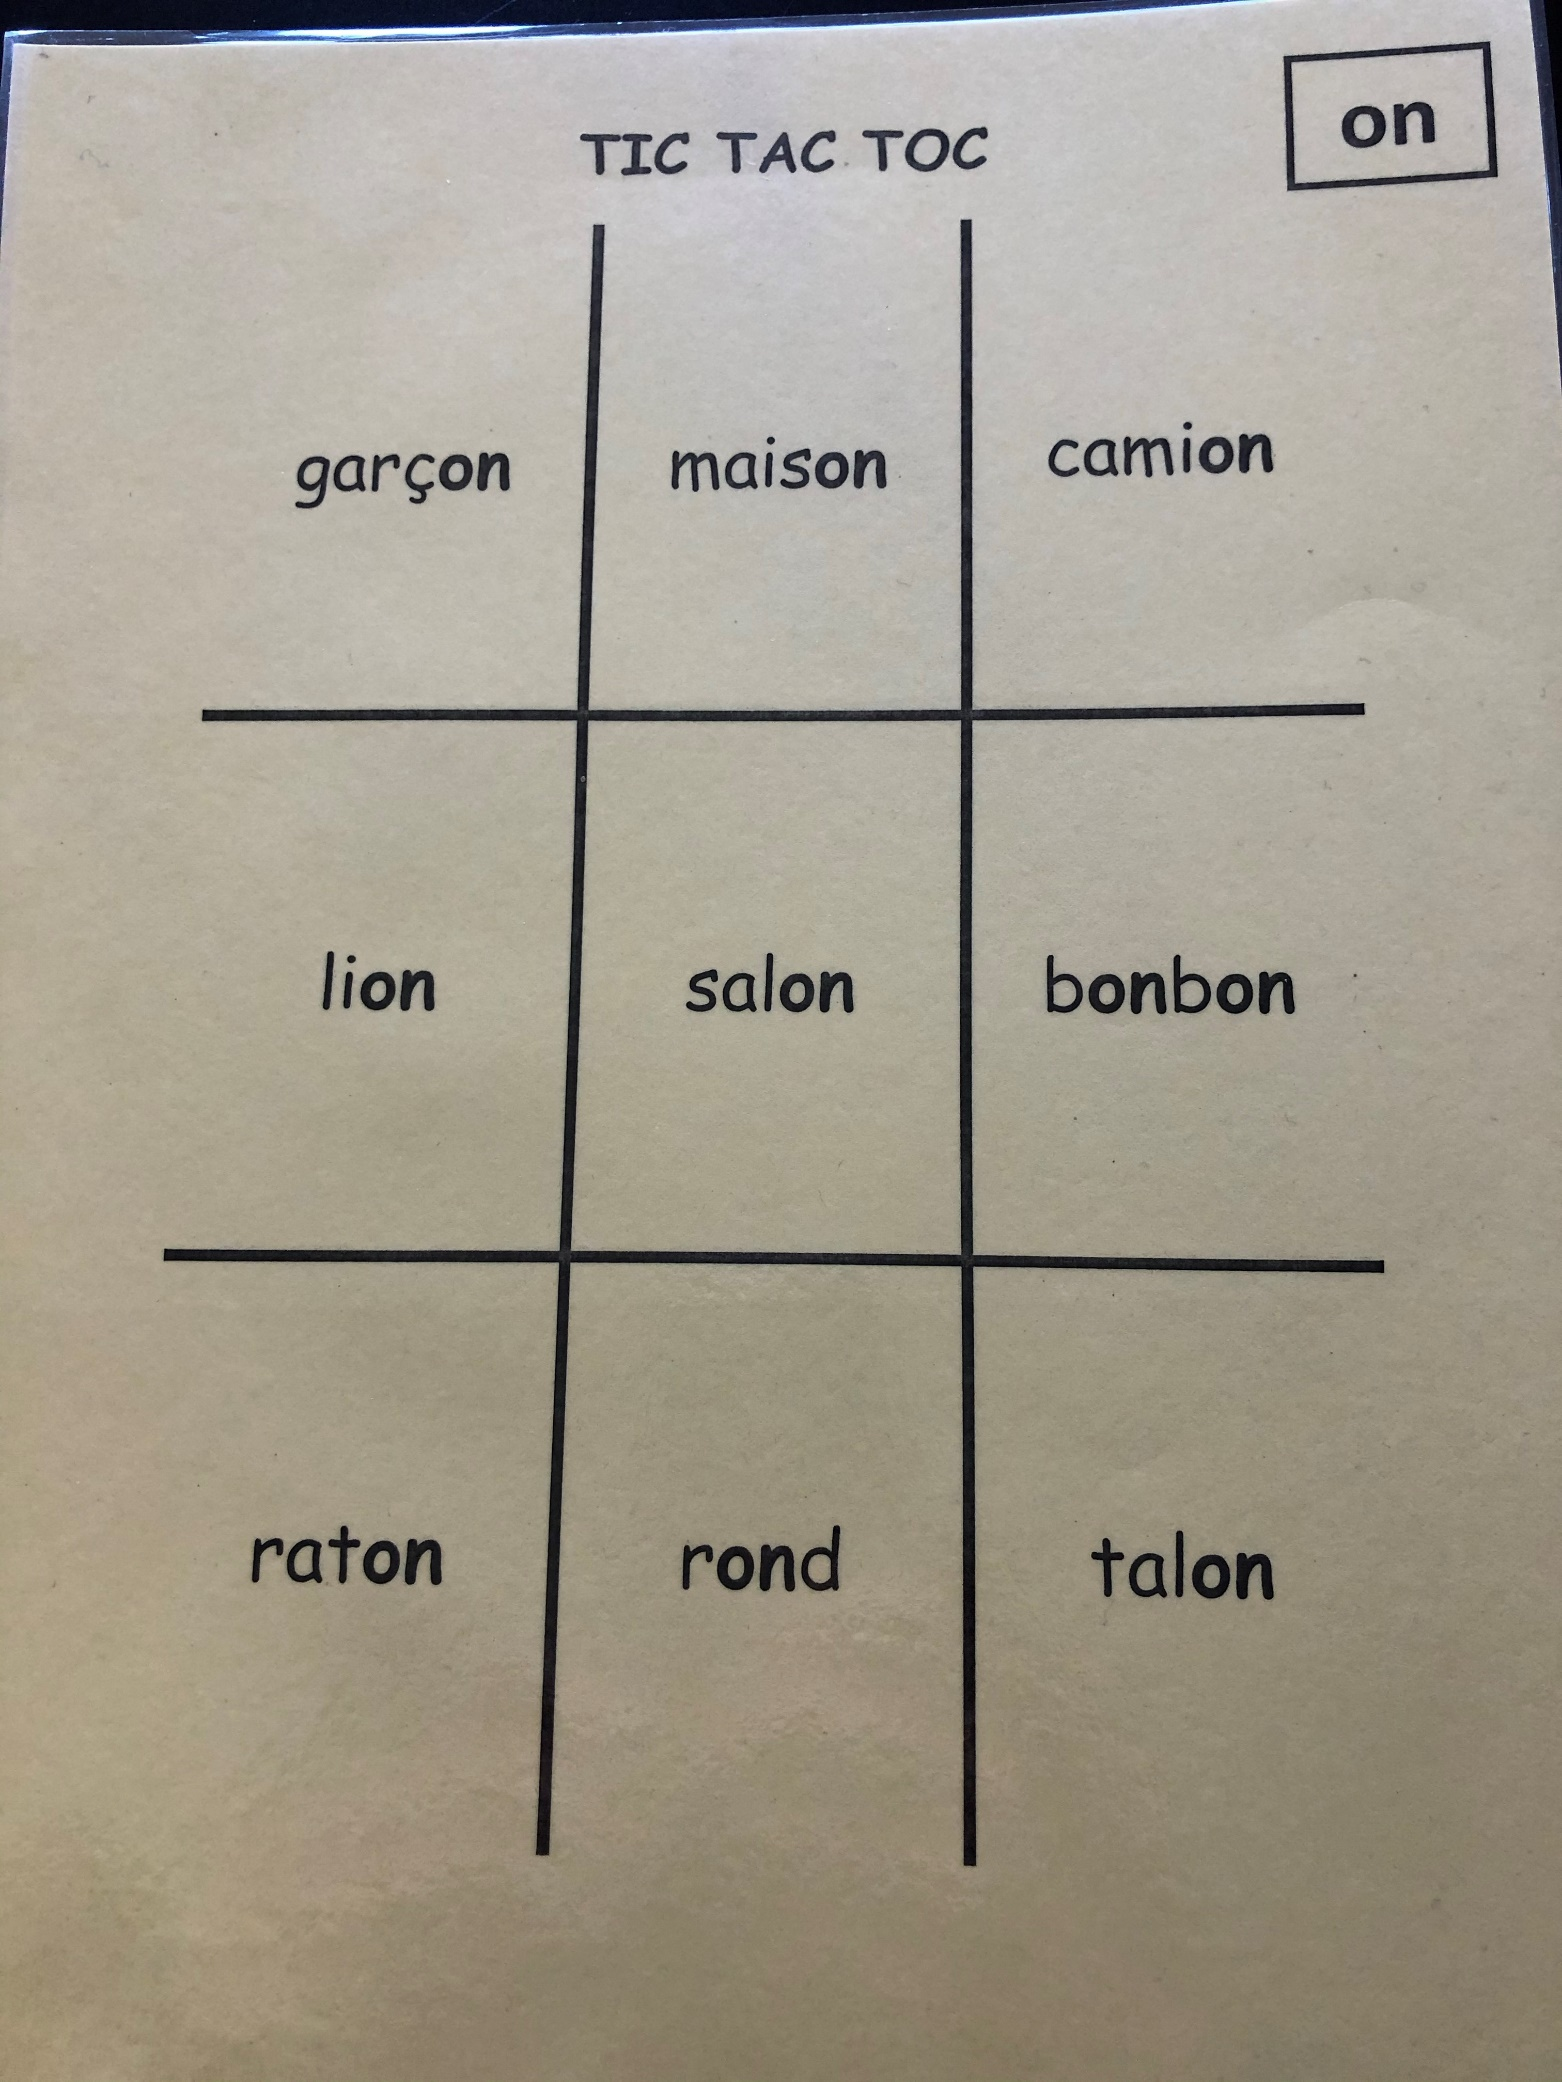 on
TIC TAC TOC
garçon maison camion
lion salon bonbon
raton rond talon